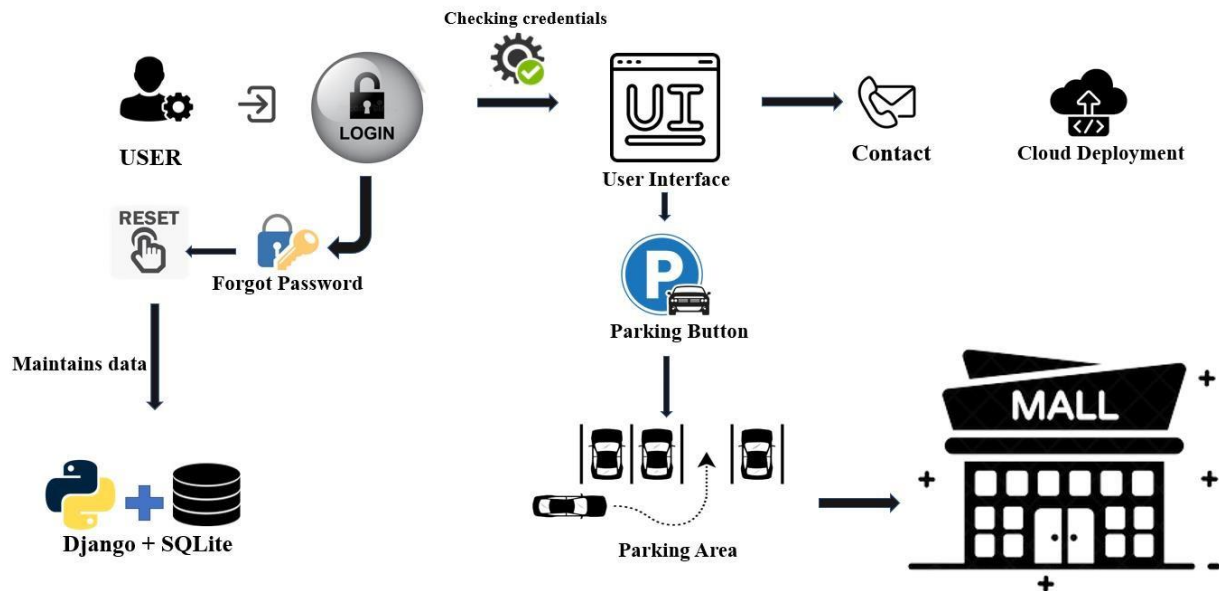 Checking credentials
LOGIN
UI
USER
User Interface
Contact
Cloud Deployment
</>
RESET
Forgot Password
P
Parking Button
Maintains data
MALL
Django + SQLite
Parking Area